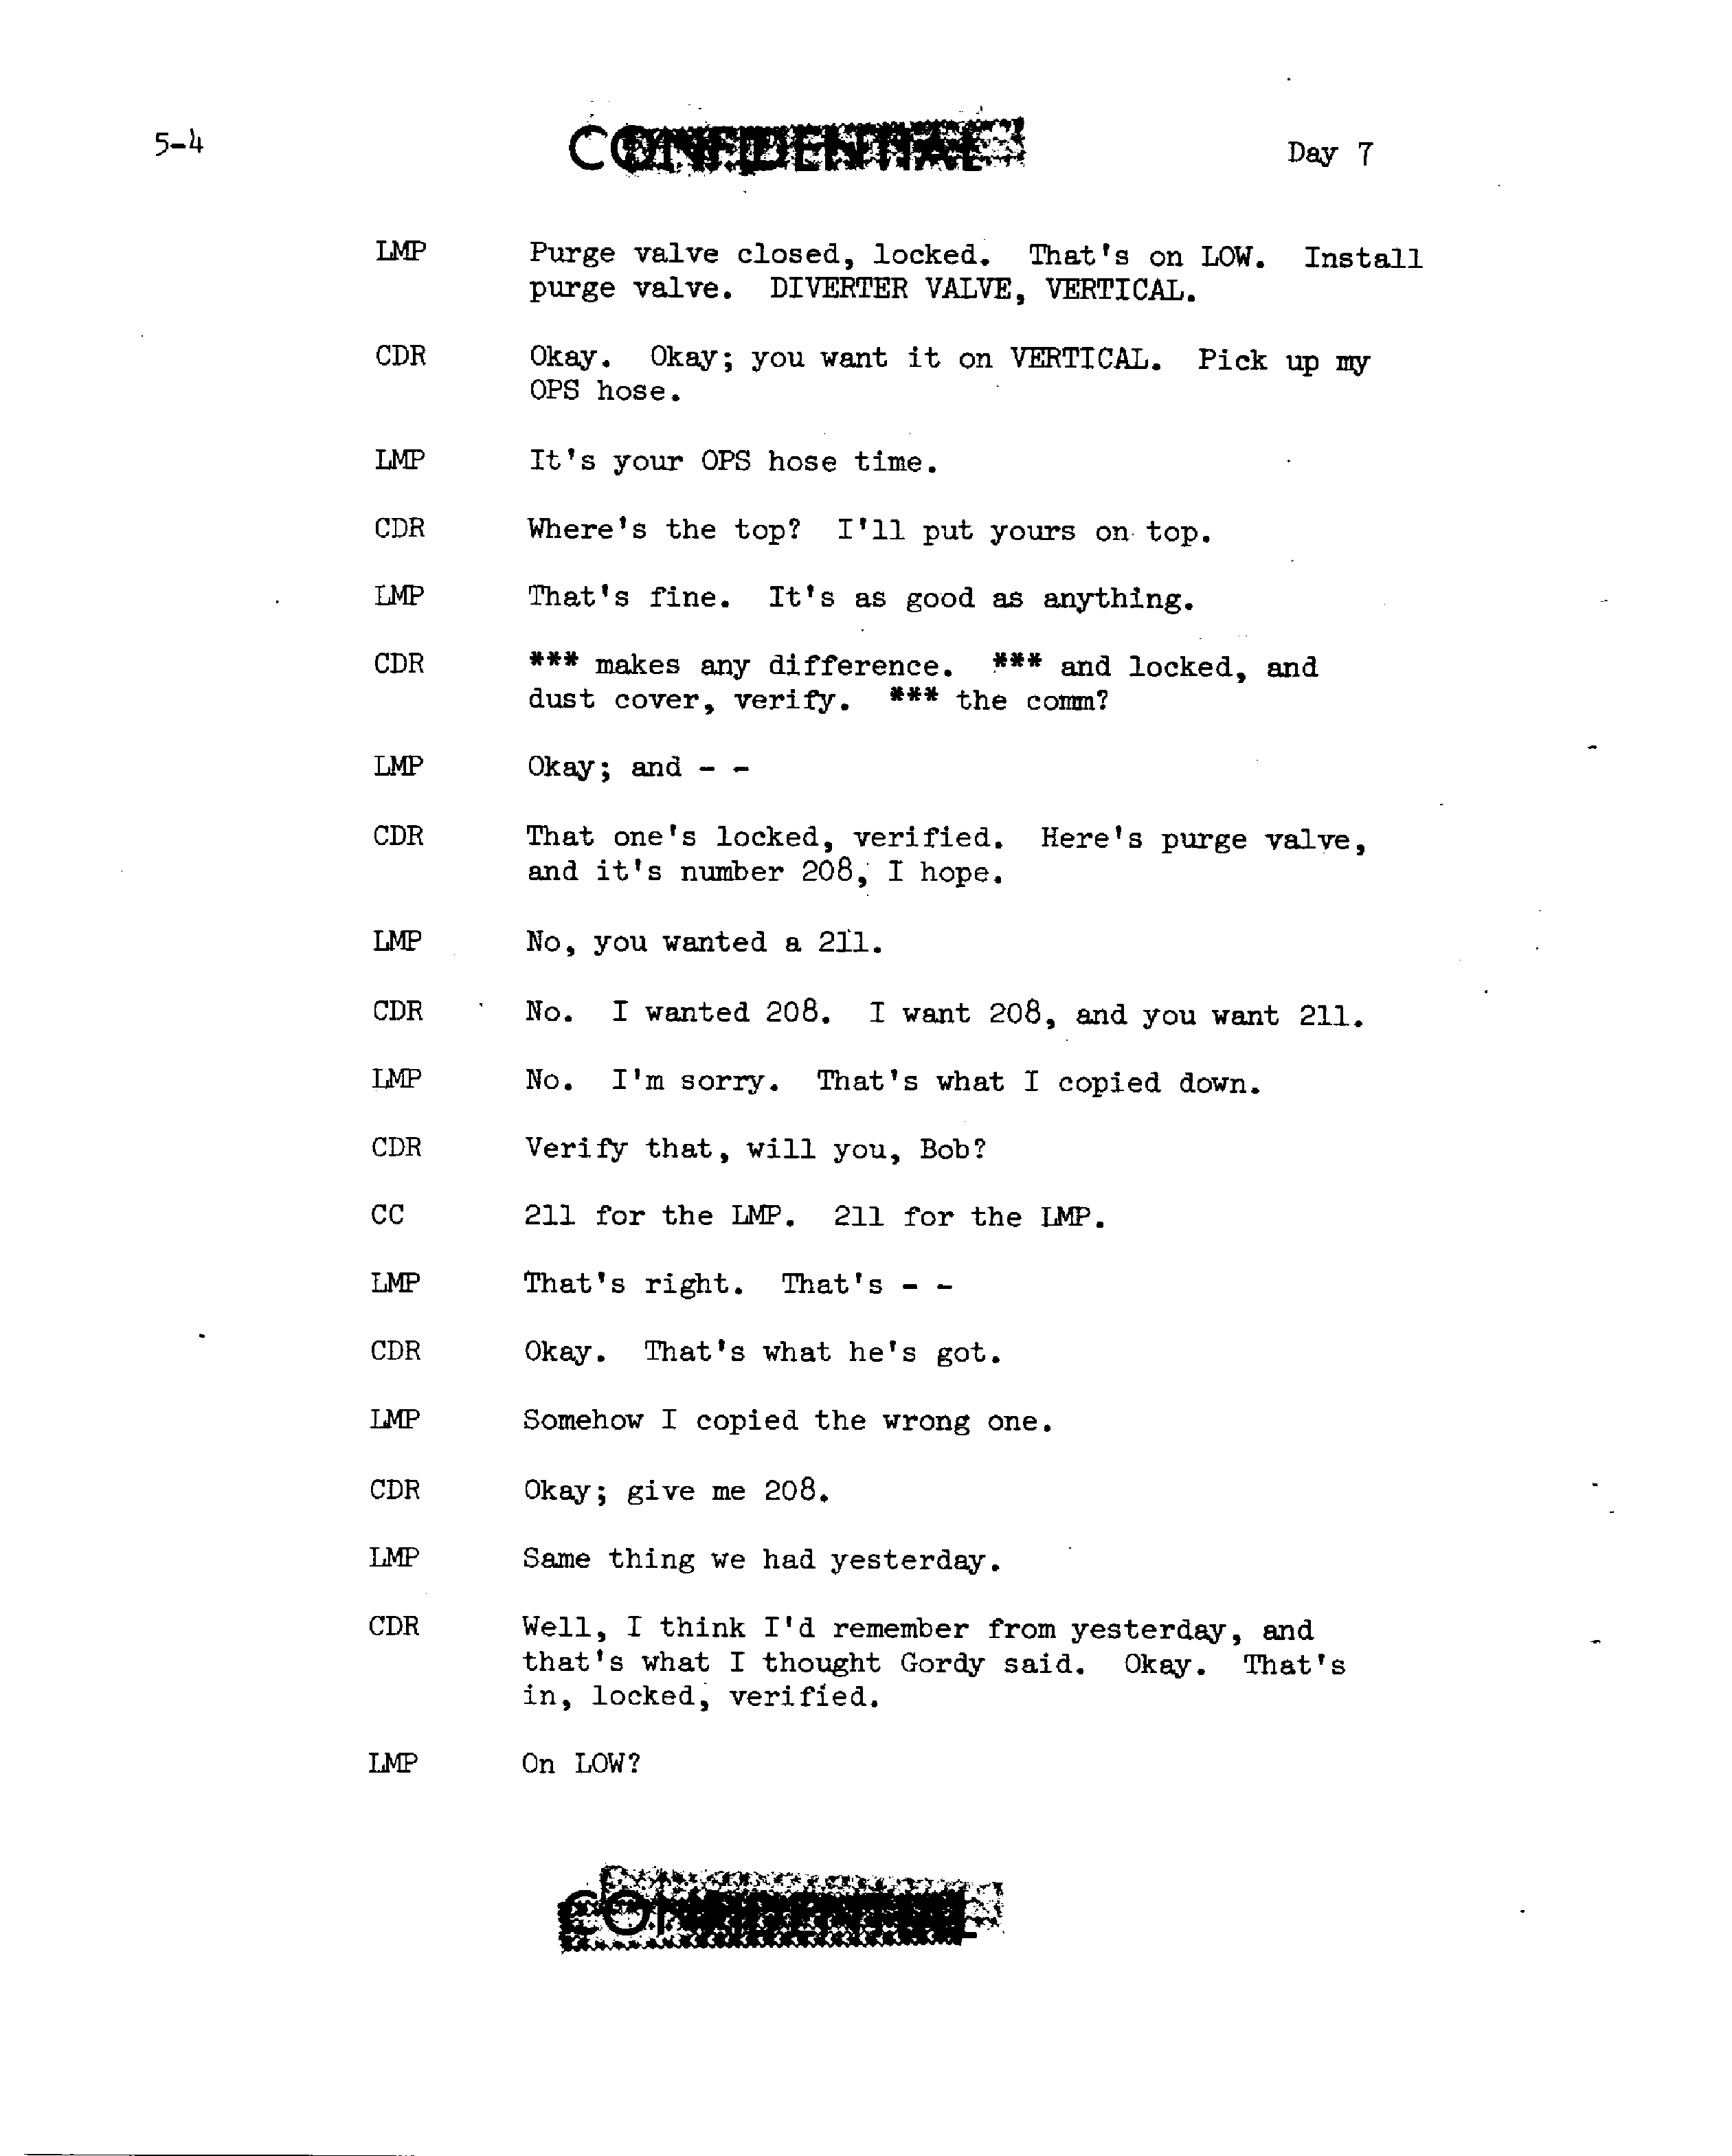 5-4 CONFIDENTIAL Day 7
LMP Purge valve closed, locked. That's on LOW. Install
purge valve. DIVERTER VALVE, VERTICAL.
CDR Okay. Okay; you want it on VERTICAL. Pick up my
OPS hose.
LMP It's your OPS hose time.
CDR Where's the top? I'll put yours on top.
LMP That's fine. It's as good as anything.
CDR *** makes any difference. *** and locked, and
dust cover, verify. *** the comm?
LMP Okay; and - -
CDR That one's locked, verified. Here's purge valve,
and it's number 208, I hope.
LMP No, you wanted a 211.
CDR No. I wanted 208. I want 208, and you want 211.
LMP No. I'm sorry. That's what I copied down.
CDR Verify that, will you, Bob?
CC 211 for the LMP. 211 for the LMP.
LMP That's right. That's - -
CDR Okay. That's what he's got.
LMP Somehow I copied the wrong one.
CDR Okay; give me 208.
LMP Same thing we had yesterday.
CDR Well, I think I'd remember from yesterday, and
that's what I thought Gordy said. Okay. That's
in, locked, verified.
LMP On LOW?
CONFIDENTIAL